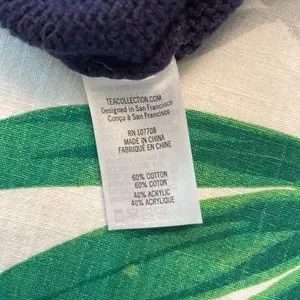 TEACOLLECTION.COM
Designed in San Francisco
Conçu à San Francisco
RN 107708
MADE IN CHINA
FABRIQUÉ EN CHINE
60% COTTON
60% COTON
40% ACRYLIC
40% ACRYLIQUE